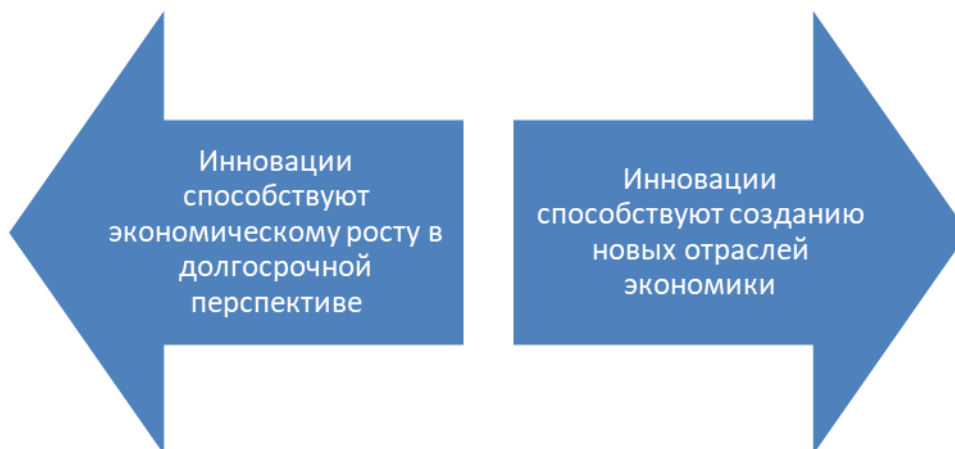 Инновации
способствуют
экономическому росту в
долгосрочной
перспективе
Инновации
способствуют созданию
новых отраслей
экономики